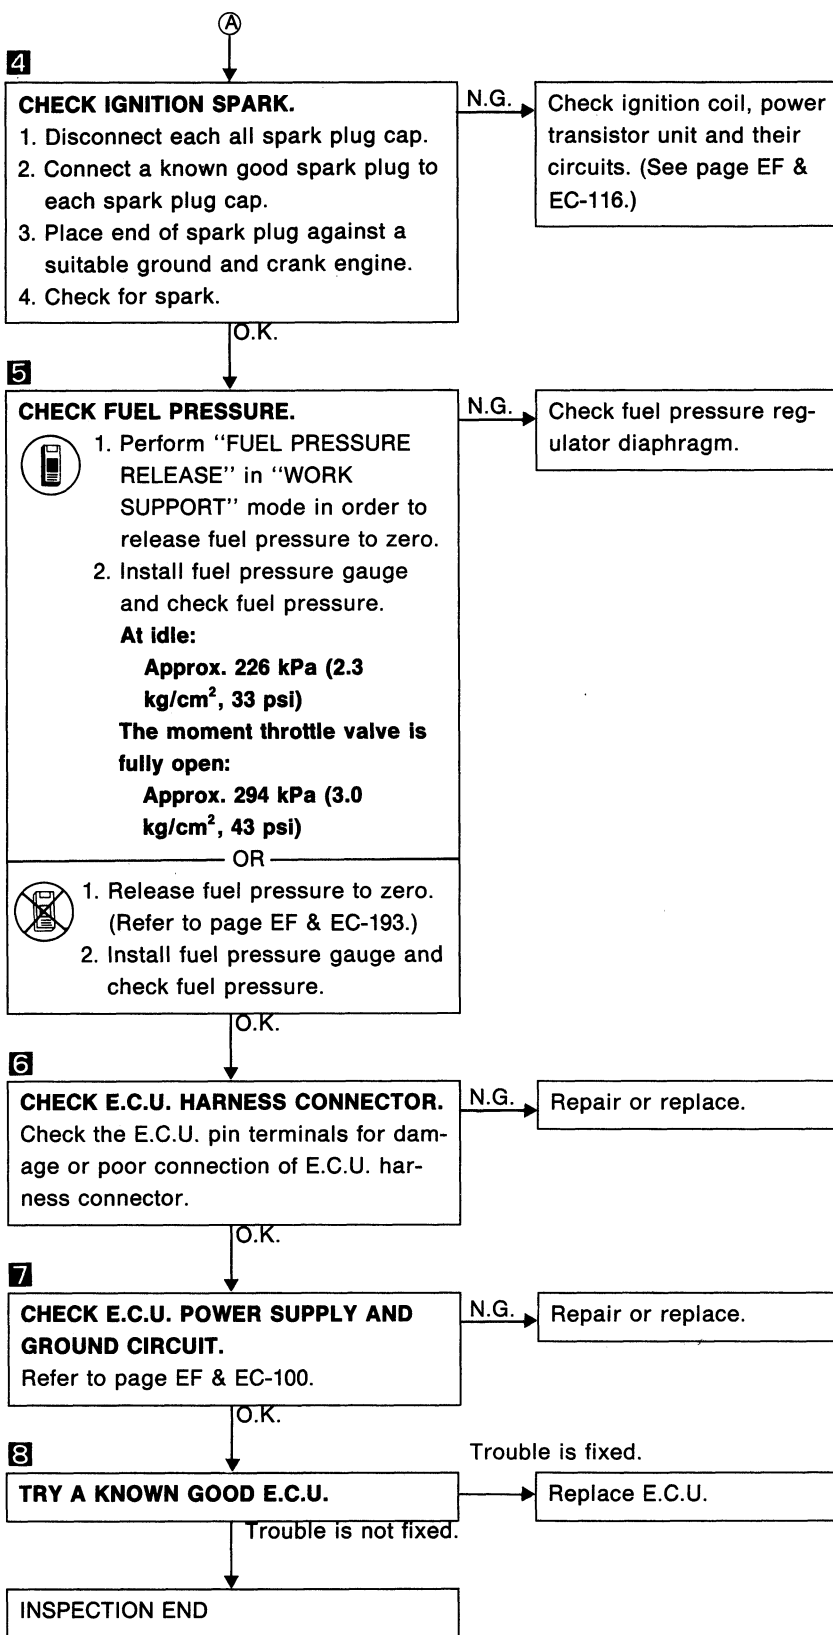 A
4
CHECK IGNITION SPARK.
1. Disconnect each all spark plug cap.
2. Connect a known good spark plug to
each spark plug cap.
3. Place end of spark plug against a
suitable ground and crank engine.
4. Check for spark.
N.G.
Check ignition coil, power
transistor unit and their
circuits. (See page EF &
EC-116.)
O.K.
5
CHECK FUEL PRESSURE.
1. Perform “FUEL PRESSURE
RELEASE” in “WORK
SUPPORT” mode in order to
release fuel pressure to zero.
2. Install fuel pressure gauge
and check fuel pressure.
At idle:
Approx. 226 kPa (2.3
kg/cm², 33 psi)
The moment throttle valve is
fully open:
Approx. 294 kPa (3.0
kg/cm², 43 psi)
N.G.
Check fuel pressure reg-
ulator diaphragm.
OR
1. Release fuel pressure to zero.
(Refer to page EF & EC-193.)
2. Install fuel pressure gauge and
check fuel pressure.
O.K.
6
CHECK E.C.U. HARNESS CONNECTOR.
Check the E.C.U. pin terminals for dam-
age or poor connection of E.C.U. har-
ness connector.
N.G.
Repair or replace.
O.K.
7
CHECK E.C.U. POWER SUPPLY AND
GROUND CIRCUIT.
Refer to page EF & EC-100.
N.G.
Repair or replace.
O.K.
8
TRY A KNOWN GOOD E.C.U.
Trouble is fixed.
Replace E.C.U.
Trouble is not fixed.
INSPECTION END